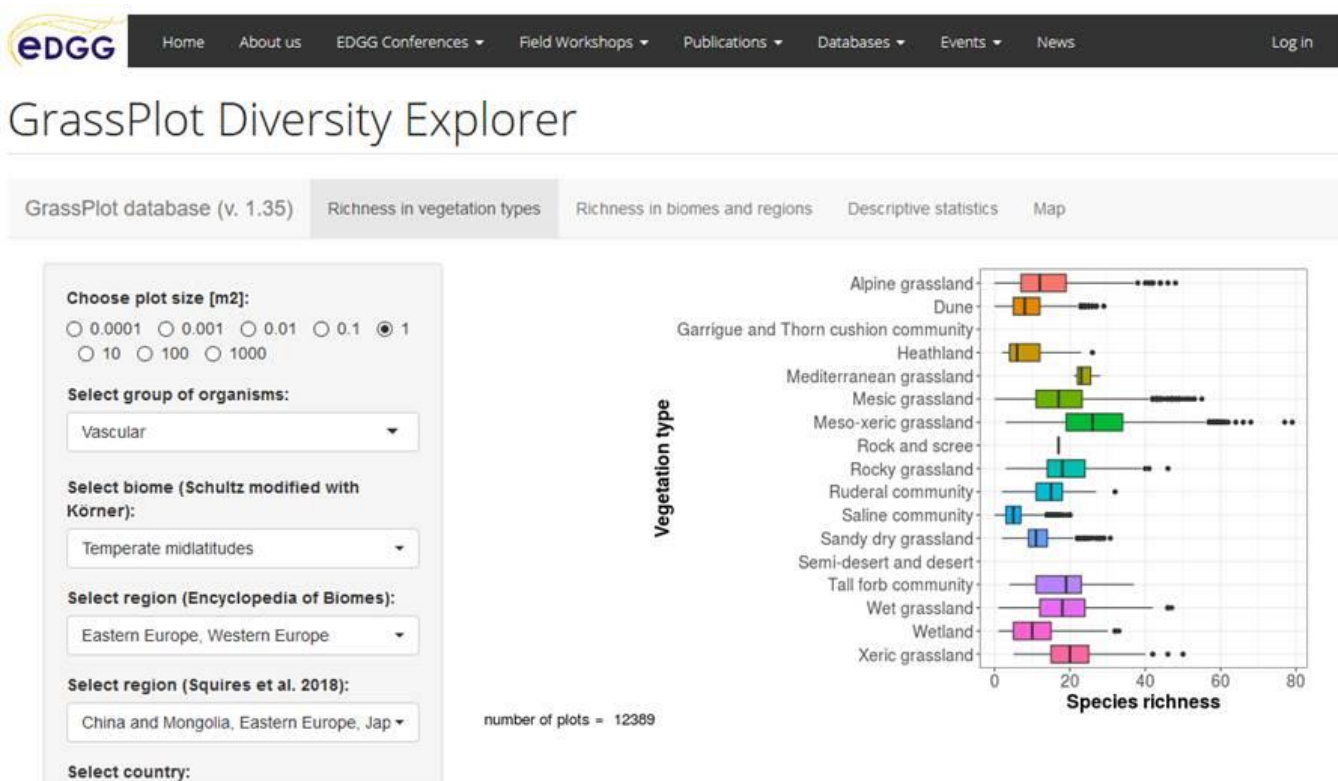 eDGG
Home About us EDGG Conferences Field Workshops Publications Databases Events News Log in
GrassPlot Diversity Explorer
GrassPlot database (v. 1.35) Richness in vegetation types Richness in biomes and regions Descriptive statistics Map
Choose plot size [m2]:
0.0001 0.001 0.01 0.1 1
10 100 1000
Select group of organisms:
Vascular
Select biome (Schultz modified with
Körner):
Temperate midlatitudes
Select region (Encyclopedia of Biomes):
Eastern Europe, Western Europe
Select region (Squires et al. 2018):
China and Mongolia, Eastern Europe, Jap
Select country:
number of plots = 12389
Vegetation type
Alpine grassland
Dune
Garrigue and Thorn cushion community
Heathland
Mediterranean grassland
Mesic grassland
Meso-xeric grassland
Rock and scree
Rocky grassland
Ruderal community
Saline community
Sandy dry grassland
Semi-desert and desert
Tall forb community
Wet grassland
Wetland
Xeric grassland
0 20 40 60 80
Species richness